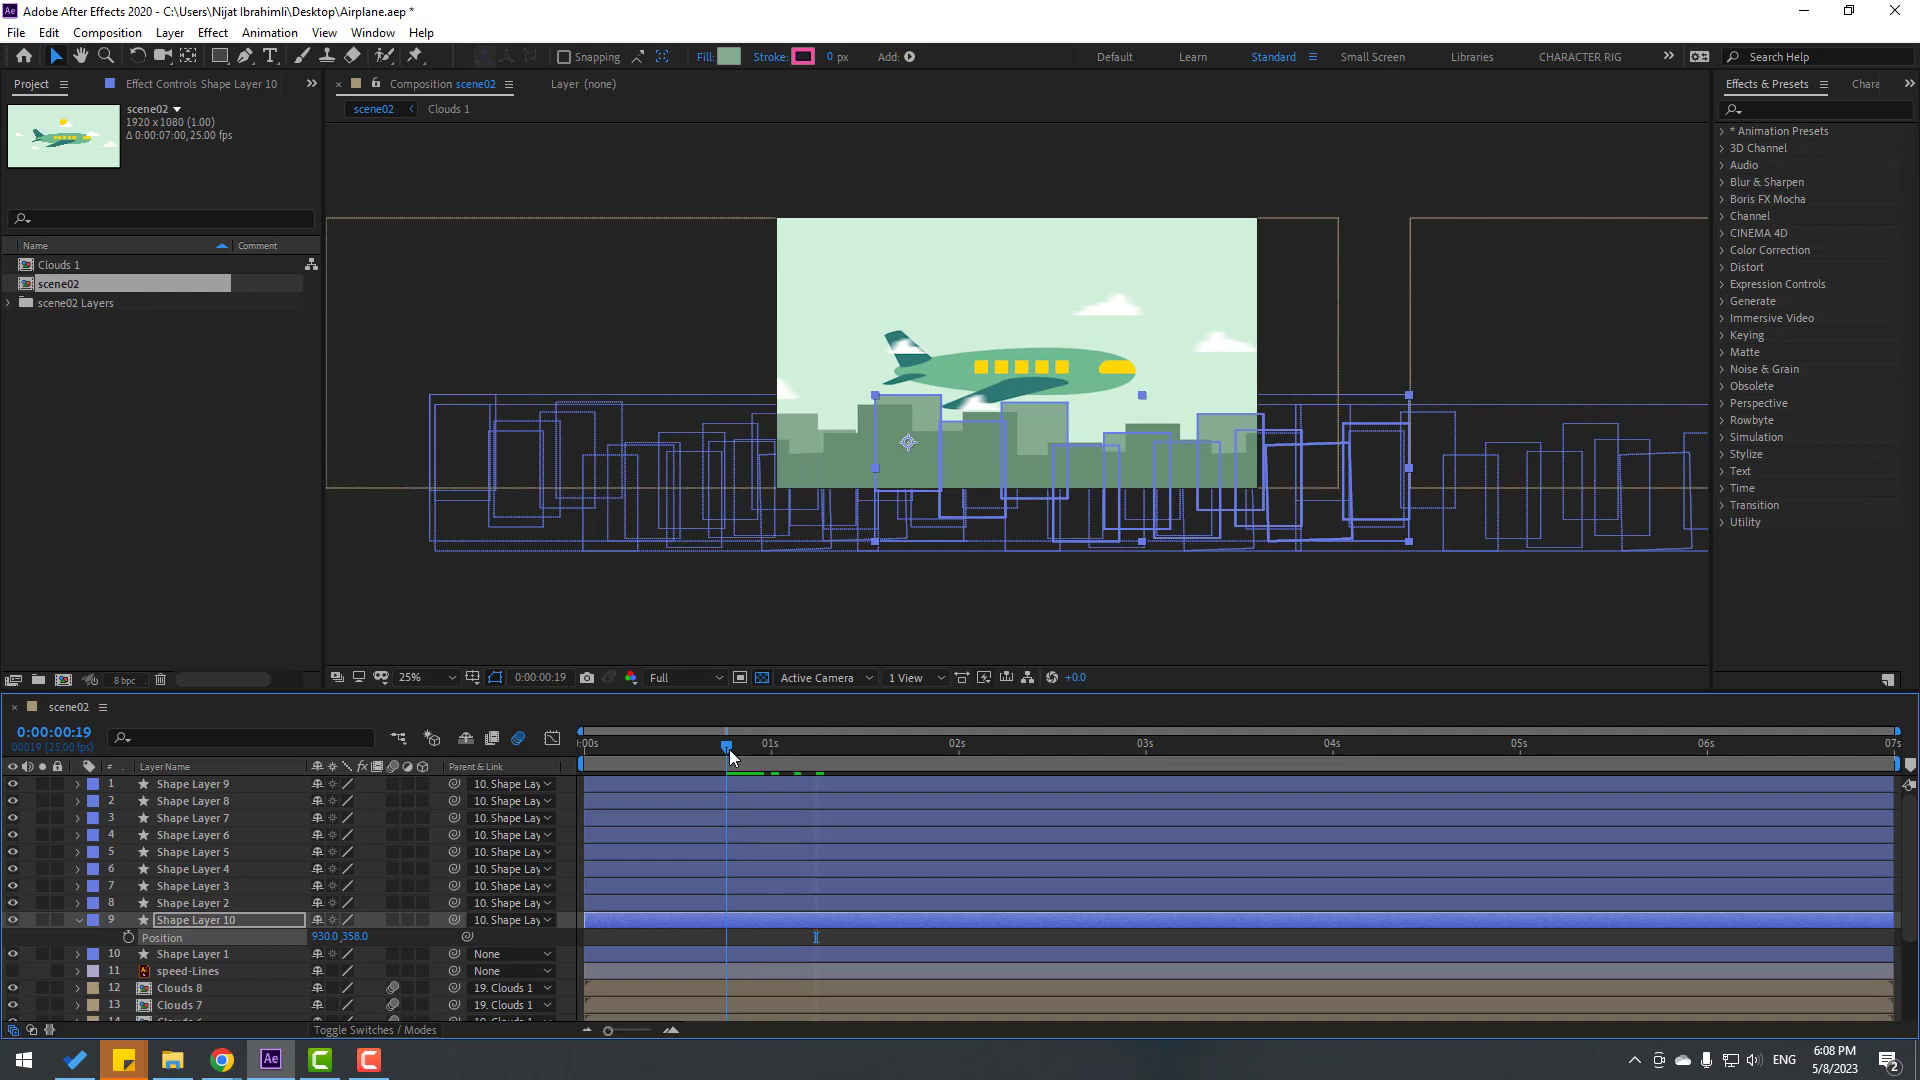 Adobe After Effects 2020 - C:\Users\Nijat Ibrahimli\Desktop\Airplane.aep *
File Edit Composition Layer Effect Animation View Window Help
Snapping Fill: Stroke: 0 px Add: Default Learn Standard Small Screen Libraries CHARACTER RIG Search Help
Project Effect Controls Shape Layer 10 Composition scene02 Layer (none) Effects & Presets Chara
scene02 Clouds 1
scene02
1920 x 1080 (1.00)
Δ 0:00:07:00, 25.00 fps
Name Comment
Clouds 1
scene02
scene02 Layers
* Animation Presets
3D Channel
Audio
Blur & Sharpen
Boris FX Mocha
Channel
CINEMA 4D
Color Correction
Distort
Expression Controls
Generate
Immersive Video
Keying
Matte
Noise & Grain
Obsolete
Perspective
Rowbyte
Simulation
Stylize
Text
Time
Transition
Utility
8 bpc 25% 0:00:00:19 Full Active Camera 1 View +0.0
scene02
0:00:00:19
00019 (25.00 fps)
:00s 01s 02s 03s 04s 05s 06s 07s
# Layer Name fx Parent & Link
1 Shape Layer 9 10. Shape Lay
2 Shape Layer 8 10. Shape Lay
3 Shape Layer 7 10. Shape Lay
4 Shape Layer 6 10. Shape Lay
5 Shape Layer 5 10. Shape Lay
6 Shape Layer 4 10. Shape Lay
7 Shape Layer 3 10. Shape Lay
8 Shape Layer 2 10. Shape Lay
9 Shape Layer 10 10. Shape Lay
Position 930.0,358.0
10 Shape Layer 1 None
11 speed-Lines None
12 Clouds 8 19. Clouds 1
13 Clouds 7 19. Clouds 1
Toggle Switches / Modes
ENG 6:08 PM
5/8/2023 2